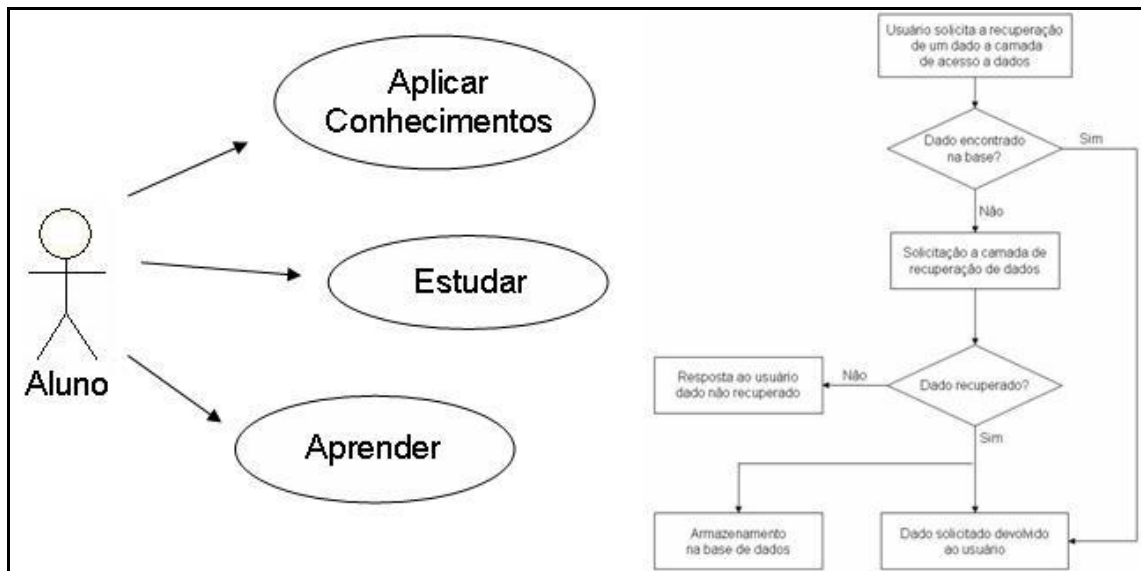 Aplicar
Conhecimentos
Estudar
Aluno
Aprender
Usuário solicita a recuperação
de um dado a camada
de acesso a dados
Dado encontrado
na base?
Sim
Não
Solicitação a camada de
recuperação de dados
Resposta ao usuário
dado não recuperado
Não
Dado recuperado?
Sim
Armazenamento
na base de dados
Dado solicitado devolvido
ao usuário